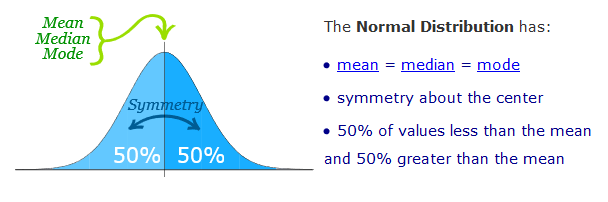 Mean
Median
Mode
Symmetry
50% 50%
The Normal Distribution has:
• mean = median = mode
• symmetry about the center
• 50% of values less than the mean
and 50% greater than the mean